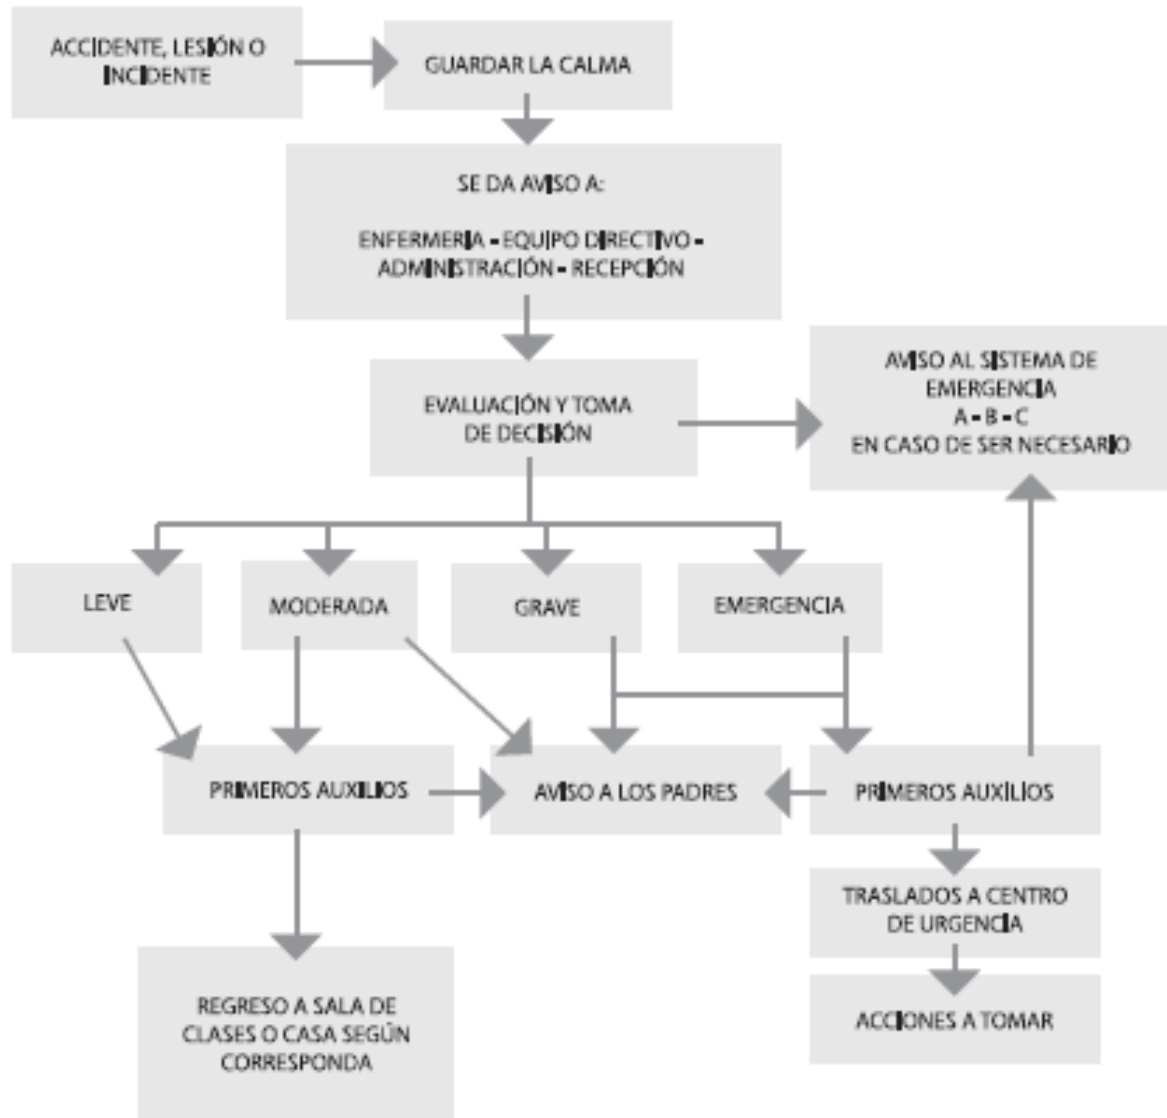 ACCIDENTE, LESIÓN O
INCIDENTE
GUARDAR LA CALMA
SE DA AVISO A:
ENFERMERIA - EQUIPO DIRECTIVO -
ADMINISTRACIÓN - RECEPCIÓN
EVALUACIÓN Y TOMA
DE DECISIÓN
AVISO AL SISTEMA DE
EMERGENCIA
A - B - C
EN CASO DE SER NECESARIO
LEVE
MODERADA
GRAVE
EMERGENCIA
PRIMEROS AUXILIOS
AVISO A LOS PADRES
PRIMEROS AUXILIOS
TRASLADOS A CENTRO
DE URGENCIA
REGRESO A SALA DE
CLASES O CASA SEGÚN
CORRESPONDA
ACCIONES A TOMAR